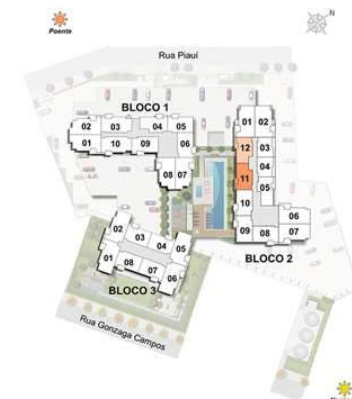 Poente
N
Rua Piauí
BLOCO 1
02 03 04 05
01 10 09 06
08 07
01 02
12 03
11 04
05
10
06
09 08 07
BLOCO 2
02 03 04 05
01 08 07 06
BLOCO 3
Rua Gonzaga Campos